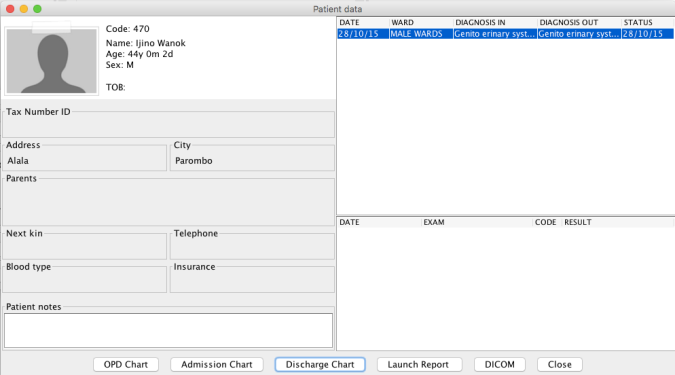 Patient data
Code: 470
Name: Ijino Wanok
Age: 44y 0m 2d
Sex: M
TOB:
Tax Number ID
Address City
Alala Parombo
Parents
Next kin Telephone
Blood type Insurance
Patient notes
DATE WARD DIAGNOSIS IN DIAGNOSIS OUT STATUS
28/10/15 MALE WARDS Genito erinary syst... Genito erinary syst... 28/10/15
DATE EXAM CODE RESULT
OPD Chart Admission Chart Discharge Chart Launch Report DICOM Close